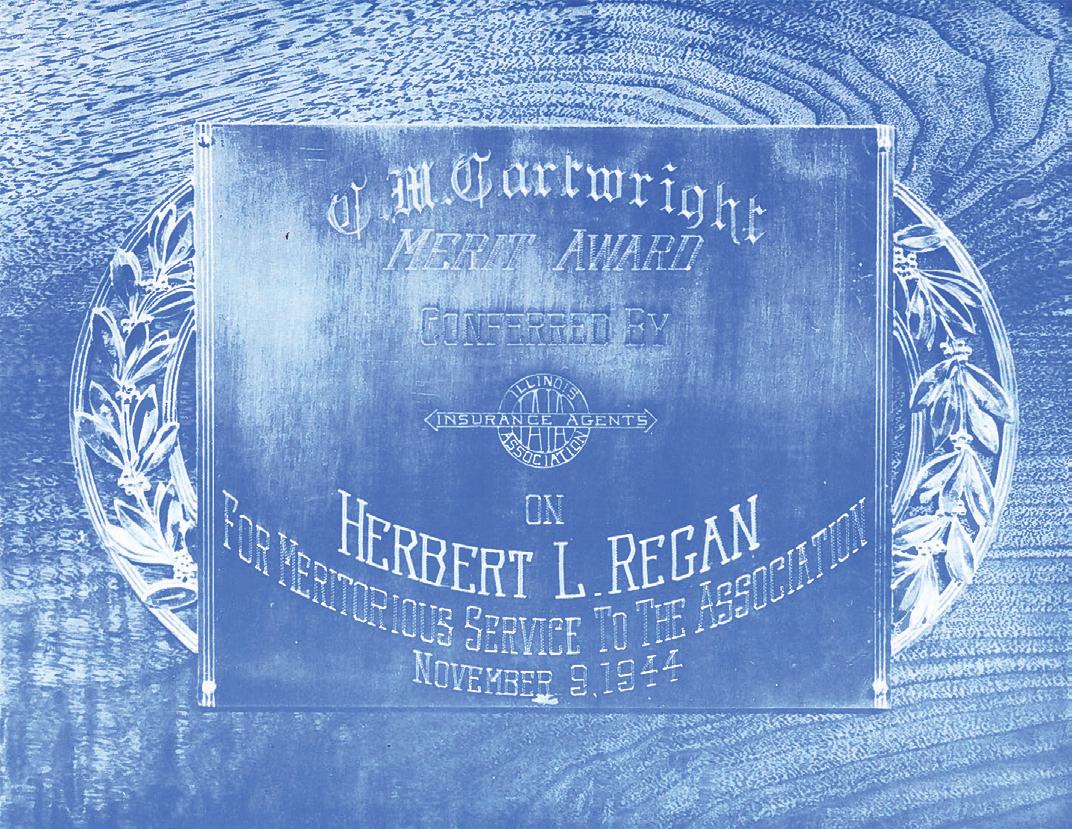 C.W.Cartwright
MERIT AWARD
CONFERRED BY
ILLINOIS
INSURANCE AGENTS
ASSOCIATION
ON
HERBERT L. REGAN
FOR MERITORIOUS SERVICE TO THE ASSOCIATION
NOVEMBER 9, 1944